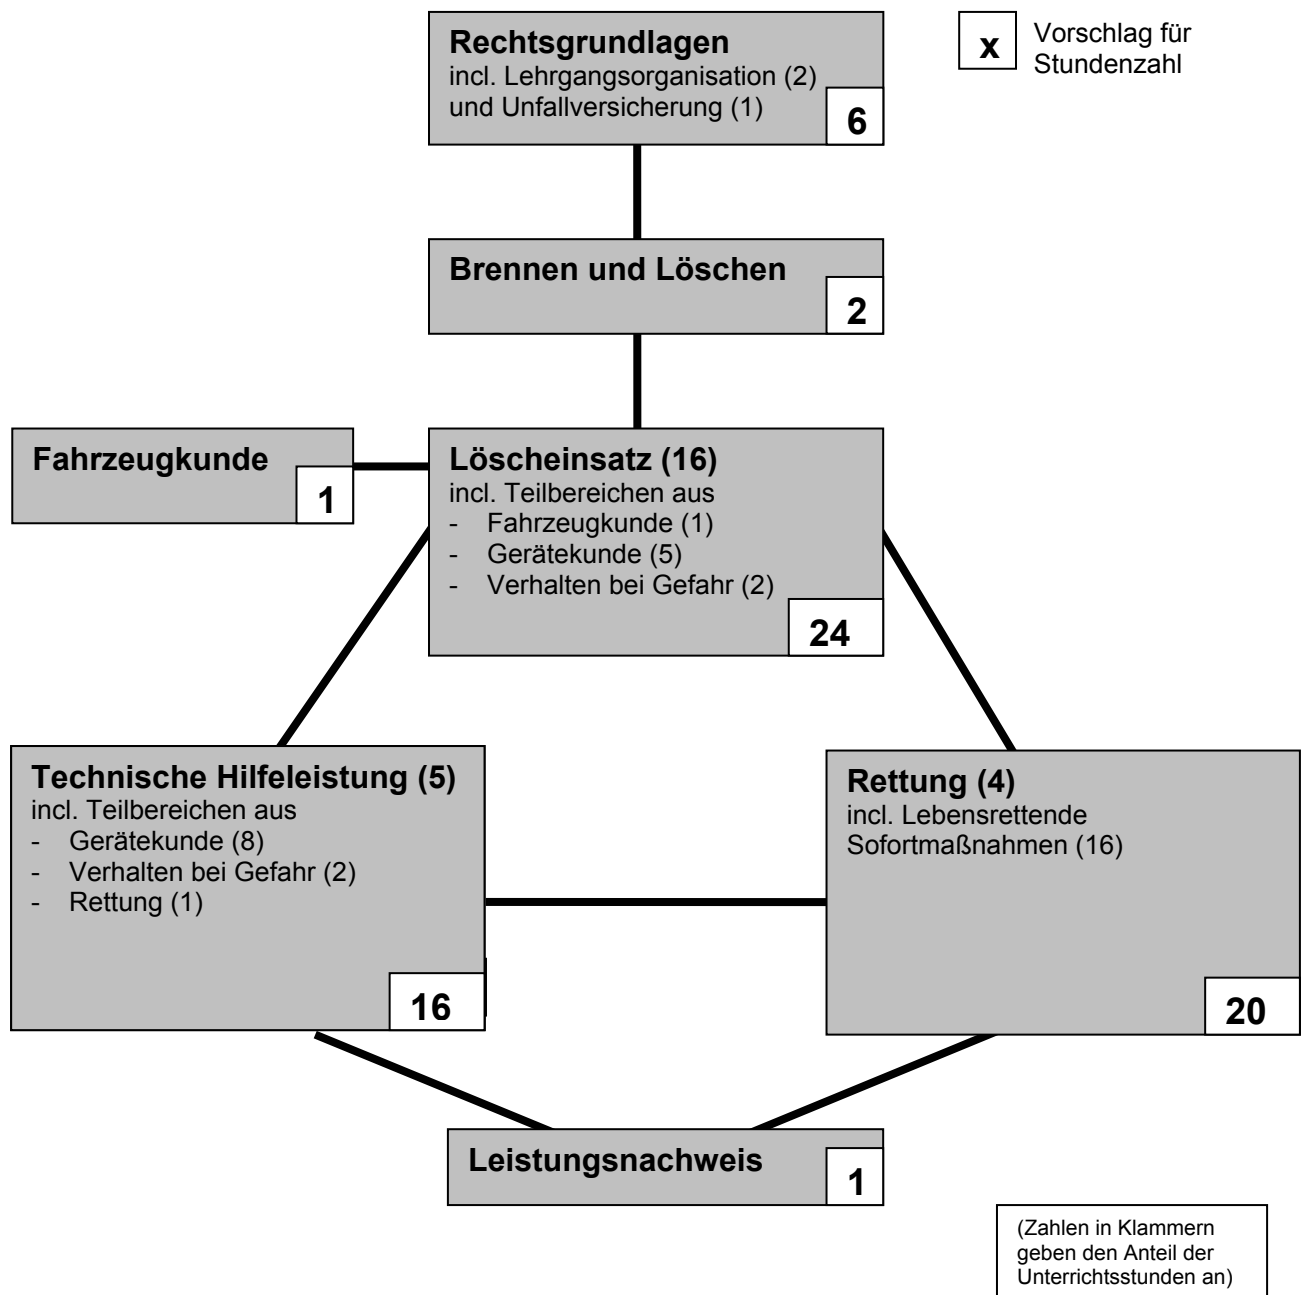 Rechtsgrundlagen
incl. Lehrgangsorganisation (2)
und Unfallversicherung (1)
6
x
Vorschlag für
Stundenzahl
Brennen und Löschen
2
Fahrzeugkunde
1
Löscheinsatz (16)
incl. Teilbereichen aus
- Fahrzeugkunde (1)
- Gerätekunde (5)
- Verhalten bei Gefahr (2)
24
Technische Hilfeleistung (5)
incl. Teilbereichen aus
- Gerätekunde (8)
- Verhalten bei Gefahr (2)
- Rettung (1)
16
Rettung (4)
incl. Lebensrettende
Sofortmaßnahmen (16)
20
Leistungsnachweis
1
(Zahlen in Klammern
geben den Anteil der
Unterrichtsstunden an)